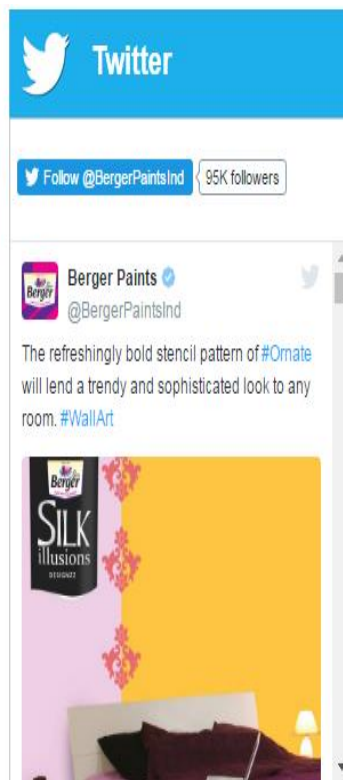 Twitter
Follow @BergerPaintsInd
95K followers
Berger Paints
@BergerPaintsInd
The refreshingly bold stencil pattern of #Ornate
will lend a trendy and sophisticated look to any
room. #WallArt
Berger
Berger
SILK
illusions
DESIGNZZ